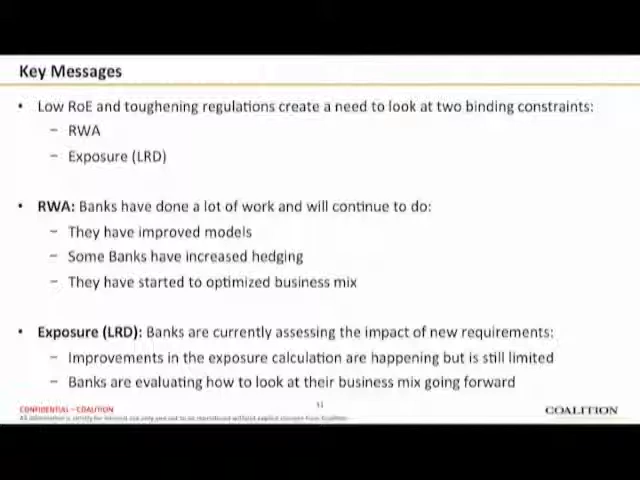 Key Messages
• Low RoE and toughening regulations create a need to look at two binding constraints:
– RWA
– Exposure (LRD)
• RWA: Banks have done a lot of work and will continue to do:
– They have improved models
– Some Banks have increased hedging
– They have started to optimized business mix
• Exposure (LRD): Banks are currently assessing the impact of new requirements:
– Improvements in the exposure calculation are happening but is still limited
– Banks are evaluating how to look at their business mix going forward
CONFIDENTIAL – COALITION
COALITION